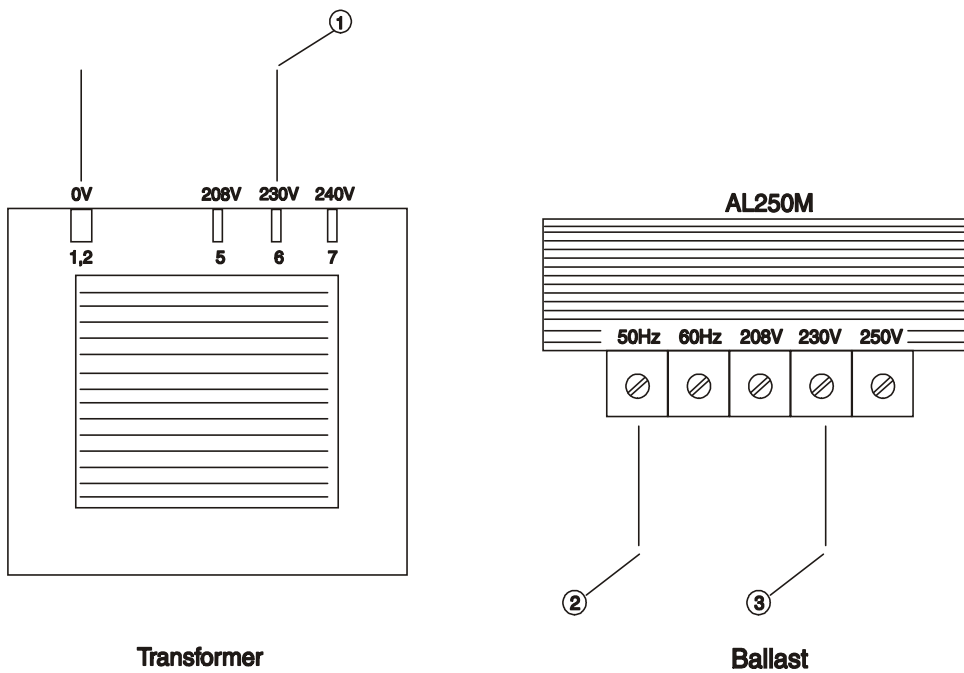 1
0V 208V 230V 240V
1,2 5 6 7
AL250M
50Hz 60Hz 208V 230V 250V
2 3
Transformer
Ballast